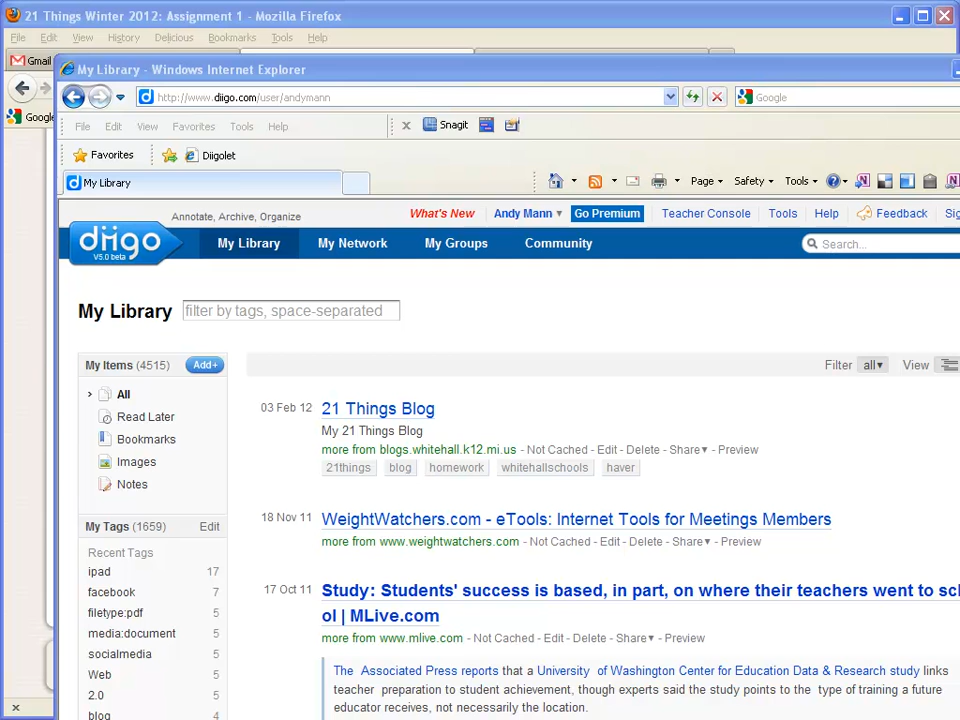 21 Things Winter 2012: Assignment 1 - Mozilla Firefox
File Edit View History Delicious Bookmarks Tools Help
Gmail
My Library - Windows Internet Explorer
http://www.diigo.com/user/andymann
Google
Google
File Edit View Favorites Tools Help
Snagit
Favorites
Diigolet
My Library
Page Safety Tools
Annotate, Archive, Organize
What's New Andy Mann Go Premium Teacher Console Tools Help Feedback
diigo
V5.0 beta
My Library My Network My Groups Community
Search...
My Library
filter by tags, space-separated
My Items (4515) Add+
Filter all View
All
Read Later
Bookmarks
Images
Notes
My Tags (1659) Edit
Recent Tags
ipad 17
facebook 7
filetype:pdf 5
media:document 5
socialmedia 5
Web 5
2.0 5
blog 4
03 Feb 12 21 Things Blog
My 21 Things Blog
more from blogs.whitehall.k12.mi.us - Not Cached - Edit - Delete - Share - Preview
21things blog homework whitehallschools haver
18 Nov 11 WeightWatchers.com - eTools: Internet Tools for Meetings Members
more from www.weightwatchers.com - Not Cached - Edit - Delete - Share - Preview
17 Oct 11 Study: Students' success is based, in part, on where their teachers went to sc
ol | MLive.com
more from www.mlive.com - Not Cached - Edit - Delete - Share - Preview
The Associated Press reports that a University of Washington Center for Education Data & Research study links
teacher preparation to student achievement, though experts said the study points to the type of training a future
educator receives, not necessarily the location.